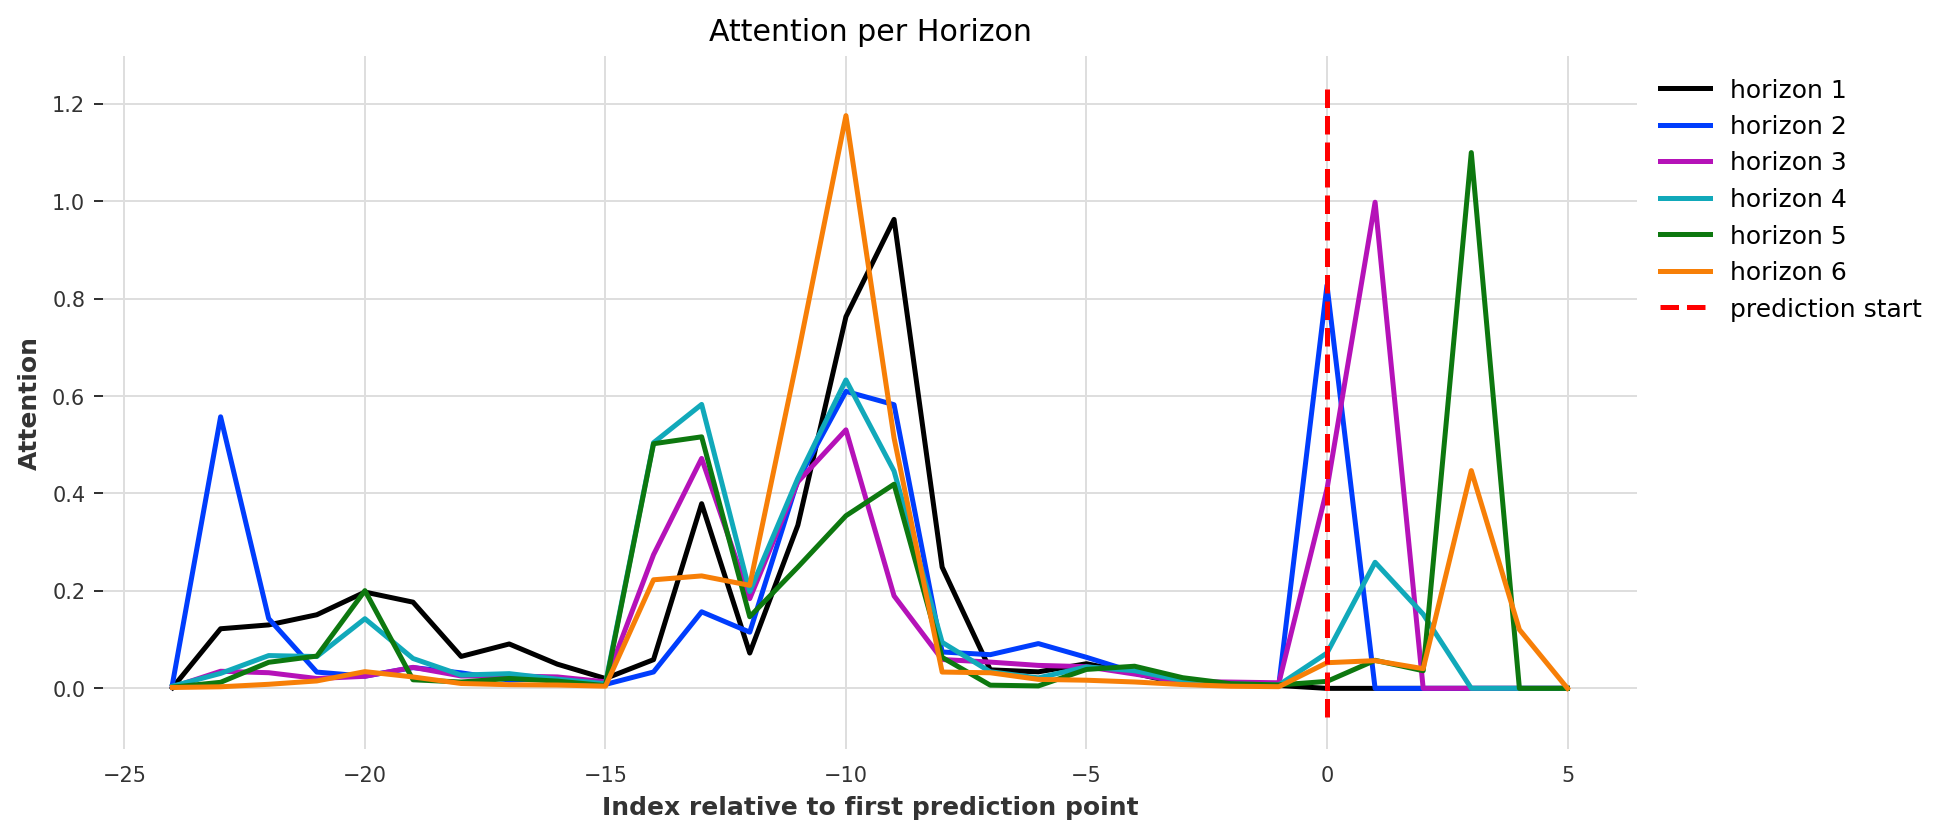 Attention per Horizon
1.2
1.0
0.8
0.6
0.4
0.2
0.0
Attention
−25
−20
−15
−10
−5
0
5
Index relative to first prediction point
horizon 1
horizon 2
horizon 3
horizon 4
horizon 5
horizon 6
prediction start